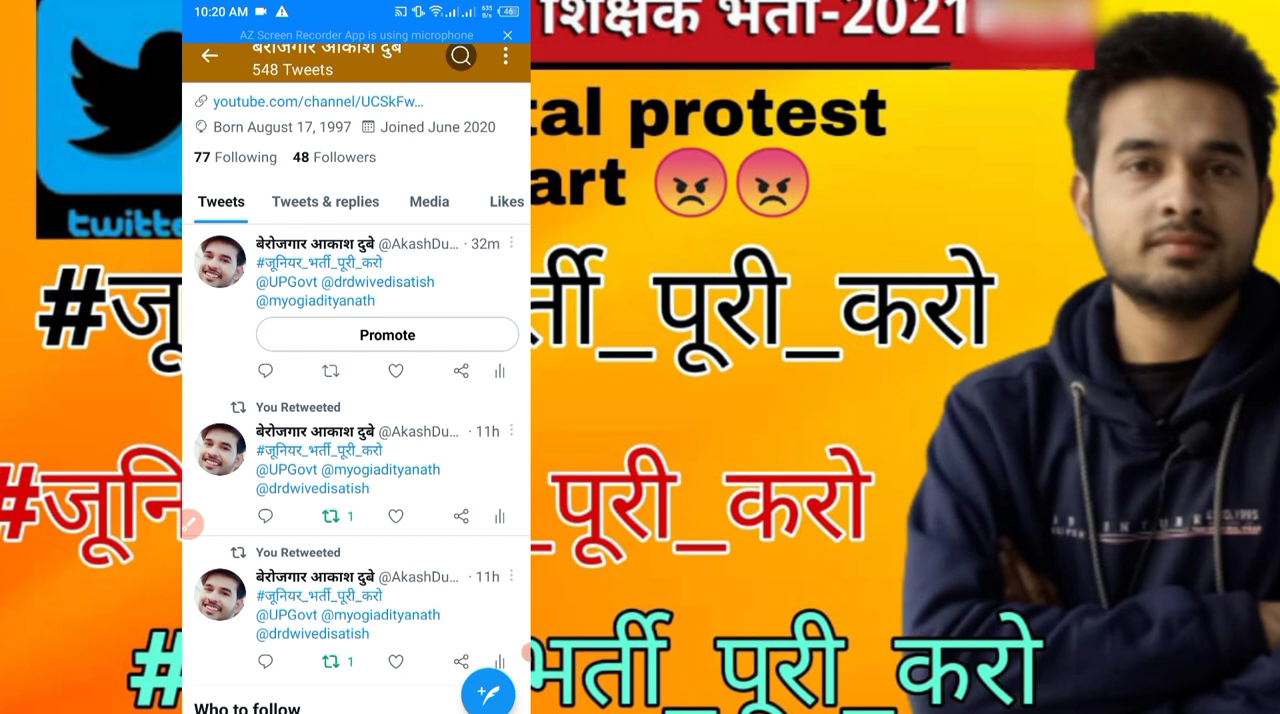 10:20 AM
635 B/s
46
AZ Screen Recorder App is using microphone
बेरोजगार आकाश दुबे
548 Tweets
youtube.com/channel/UCSkFw...
Born August 17, 1997 Joined June 2020
77 Following 48 Followers
Tweets Tweets & replies Media Likes
बेरोजगार आकाश दुबे @AkashDu... · 32m
#जूनियर_भर्ती_पूरी_करो
@UPGovt @drdwivedisatish
@myogiadityanath
Promote
You Retweeted
बेरोजगार आकाश दुबे @AkashDu... · 11h
#जूनियर_भर्ती_पूरी_करो
@UPGovt @myogiadityanath
@drdwivedisatish
1
You Retweeted
बेरोजगार आकाश दुबे @AkashDu... · 11h
#जूनियर_भर्ती_पूरी_करो
@UPGovt @myogiadityanath
@drdwivedisatish
1
Who to follow
twitte
शिक्षक भर्ती-2021
tal protest
art
#जू र्ती_पूरी_करो
#जूनि _पूरी_करो
# भर्ती_पूरी_करो